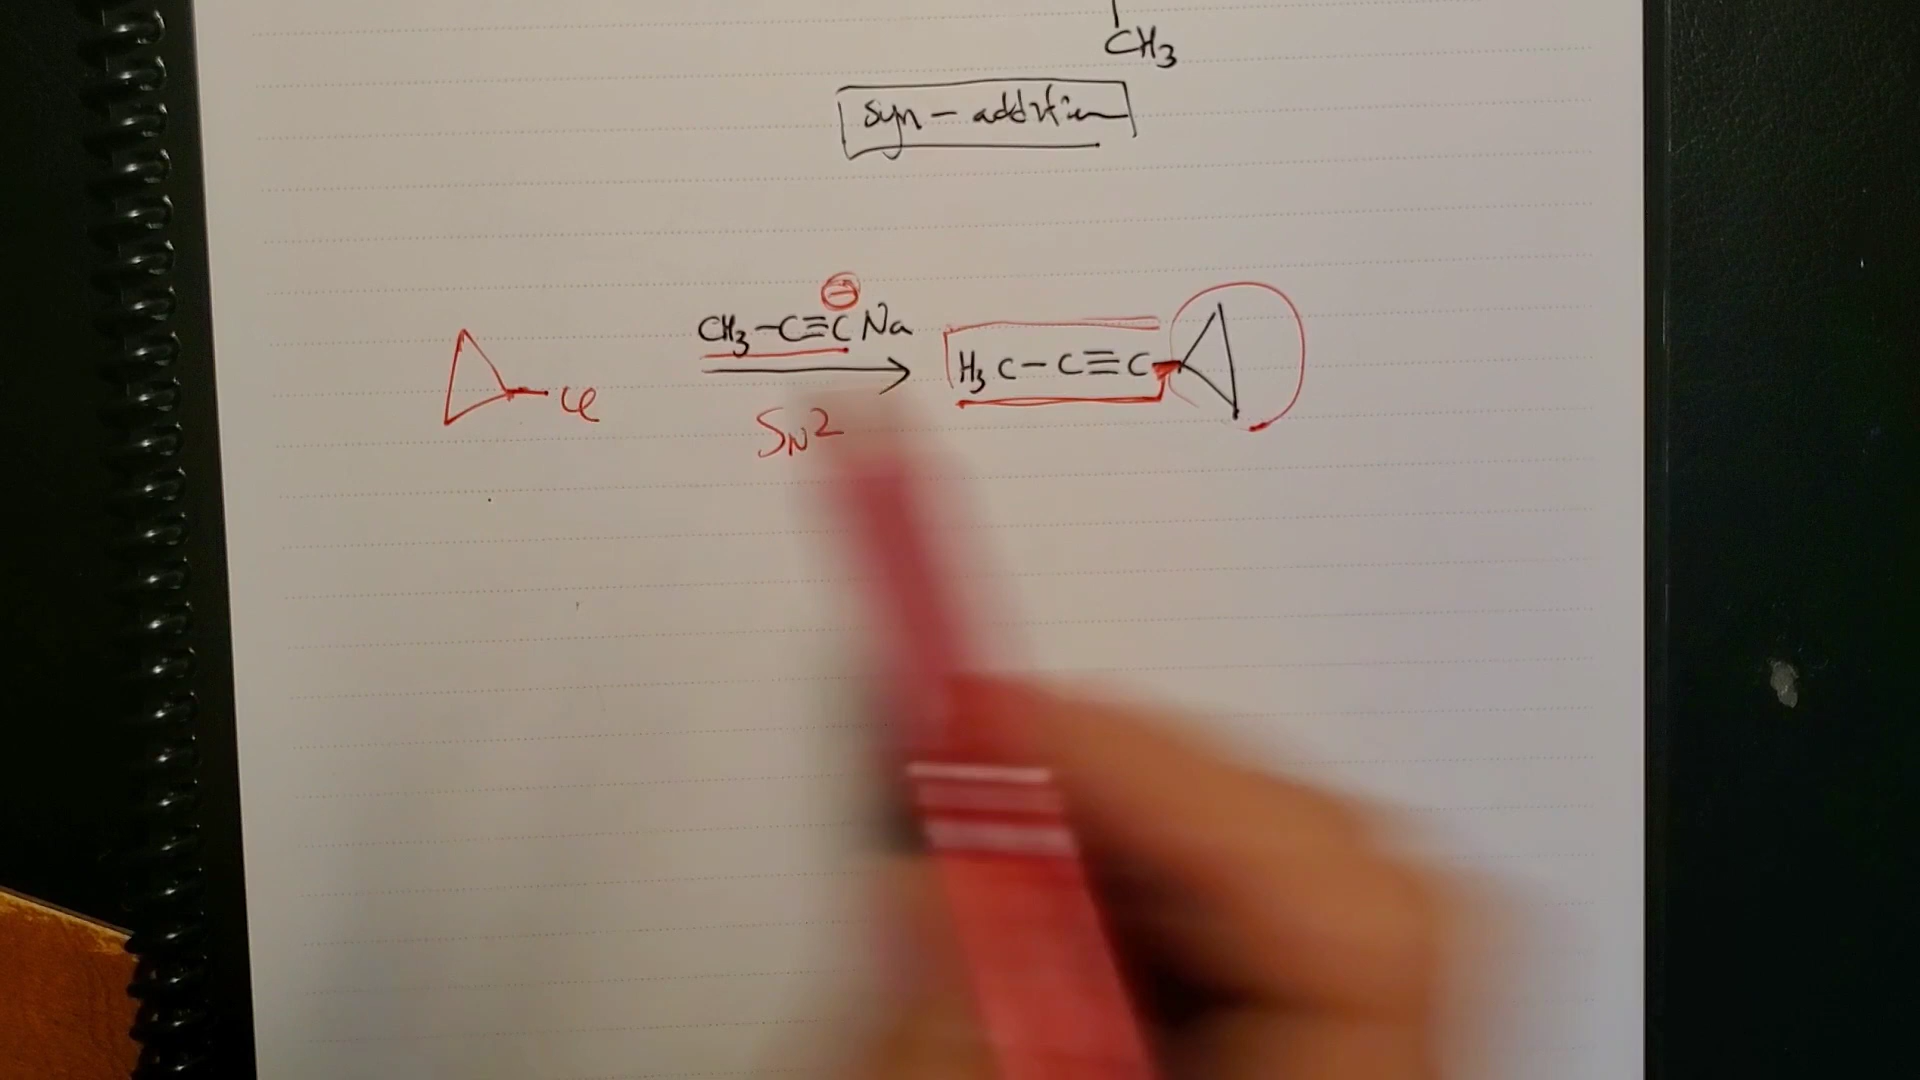 CH3
syn - addition
⊖
CH3-C≡C Na
H3C-C≡C-
Cl
SN2